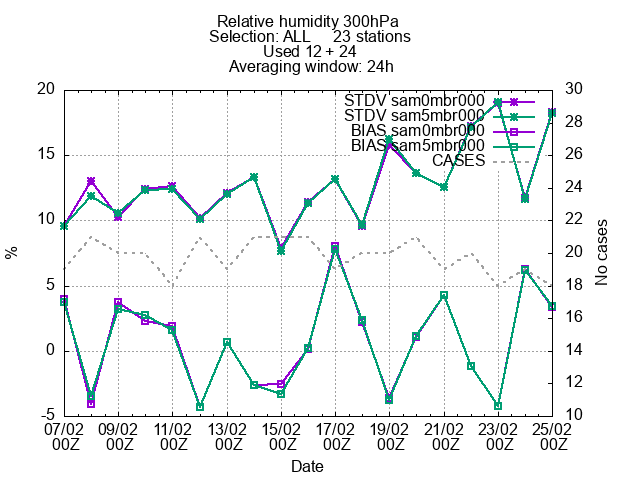 Relative humidity 300hPa
Selection: ALL 23 stations
Used 12 + 24
Averaging window: 24h
STDV sam0mbr000
STDV sam5mbr000
BIAS sam0mbr000
BIAS sam5mbr000
CASES
20
15
10
5
0
-5
%
30
28
26
24
22
20
18
16
14
12
10
No cases
07/02 09/02 11/02 13/02 15/02 17/02 19/02 21/02 23/02 25/02
00Z 00Z 00Z 00Z 00Z 00Z 00Z 00Z 00Z 00Z
Date